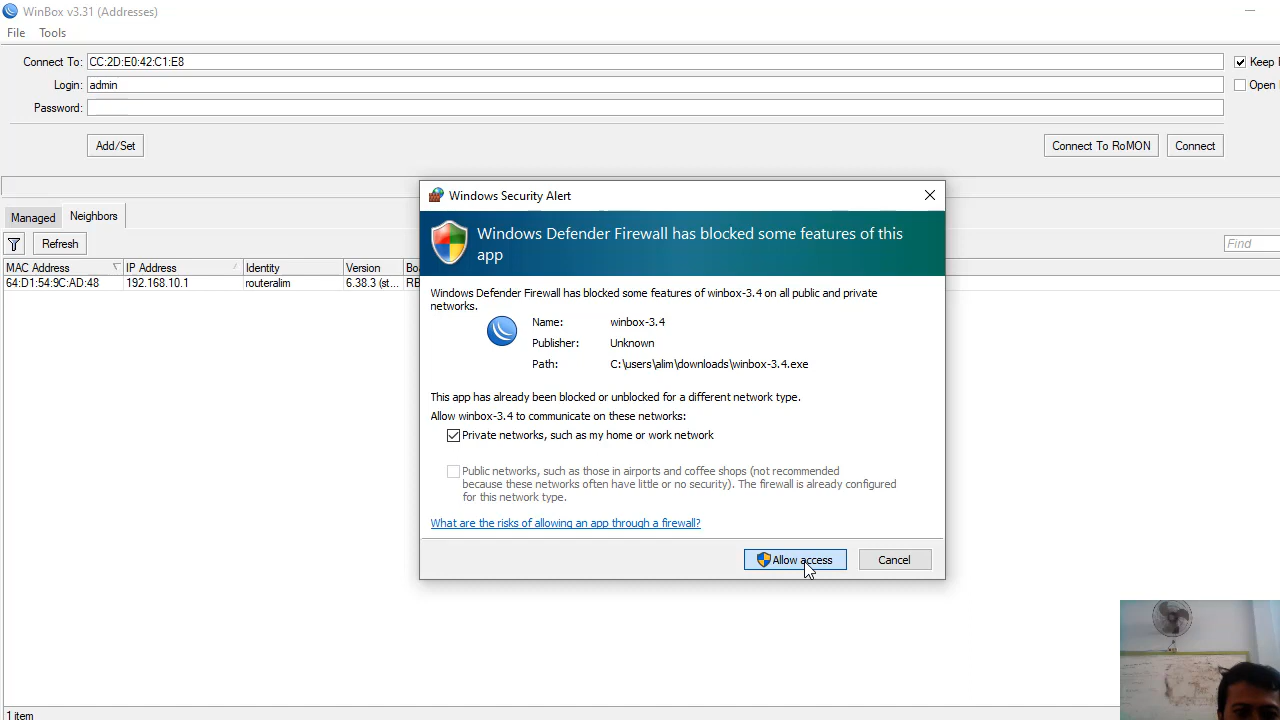 WinBox v3.31 (Addresses)
File Tools
Connect To: CC:2D:E0:42:C1:E8
Keep
Login: admin
Open
Password:
Add/Set
Connect To RoMON
Connect
Managed
Neighbors
Refresh
Find
MAC Address IP Address Identity Version
64:D1:54:9C:AD:48 192.168.10.1 routeralim 6.38.3 (st...
Windows Security Alert
Windows Defender Firewall has blocked some features of this
app
Windows Defender Firewall has blocked some features of winbox-3.4 on all public and private
networks.
Name: winbox-3.4
Publisher: Unknown
Path: C:\users\alim\downloads\winbox-3.4.exe
This app has already been blocked or unblocked for a different network type.
Allow winbox-3.4 to communicate on these networks:
Private networks, such as my home or work network
Public networks, such as those in airports and coffee shops (not recommended
because these networks often have little or no security). The firewall is already configured
for this network type.
What are the risks of allowing an app through a firewall?
Allow access
Cancel
1 item